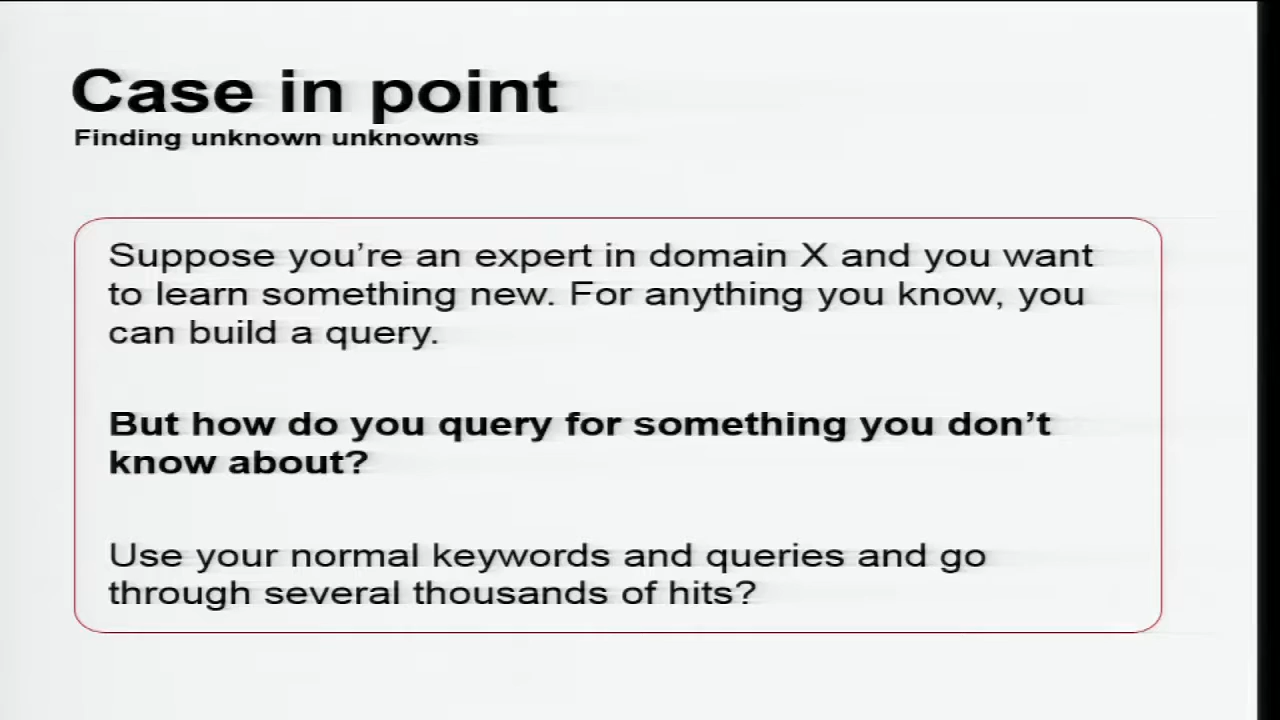 Case in point
Finding unknown unknowns
Suppose you’re an expert in domain X and you want
to learn something new. For anything you know, you
can build a query.
But how do you query for something you don’t
know about?
Use your normal keywords and queries and go
through several thousands of hits?